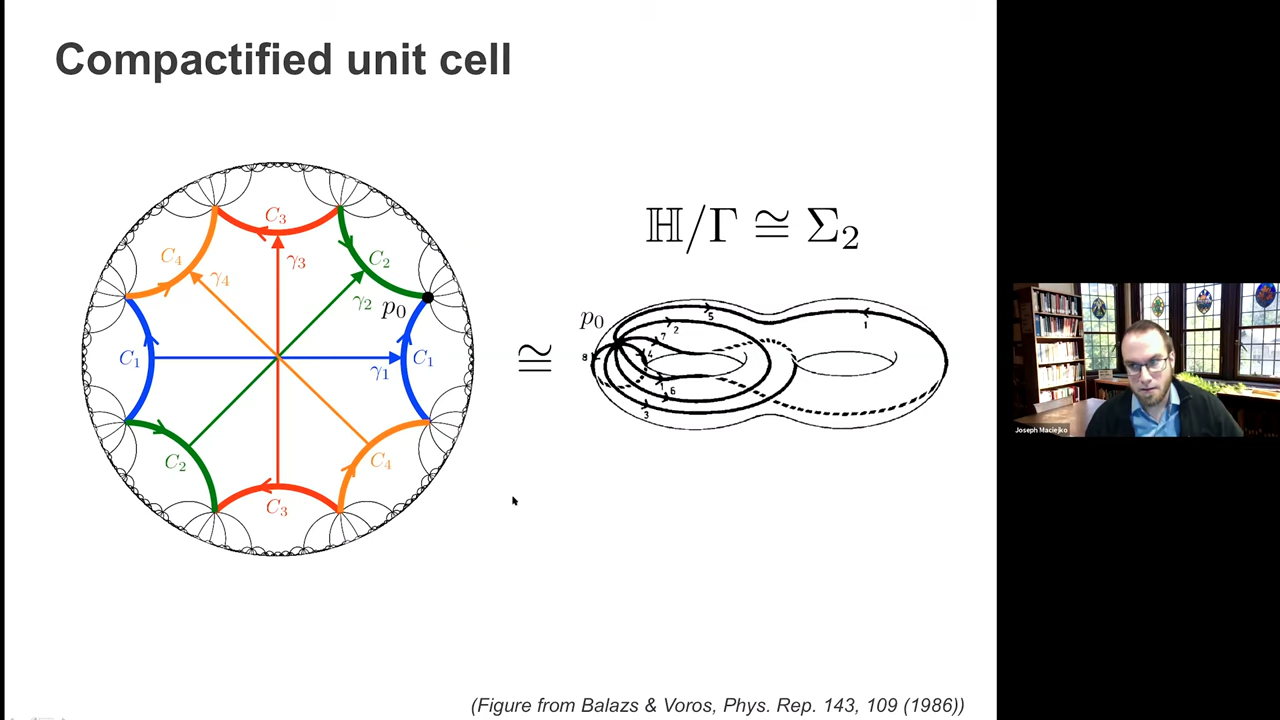 Compactified unit cell
C₃
C₄
γ₃
C₂
γ₄
γ₂
p₀
C₁
C₁
γ₁
C₂
C₄
C₃
≅
ℍ/Γ ≅ Σ₂
p₀
5
2
1
7
8
4
1
6
3
Joseph Maciejko
(Figure from Balazs & Voros, Phys. Rep. 143, 109 (1986))